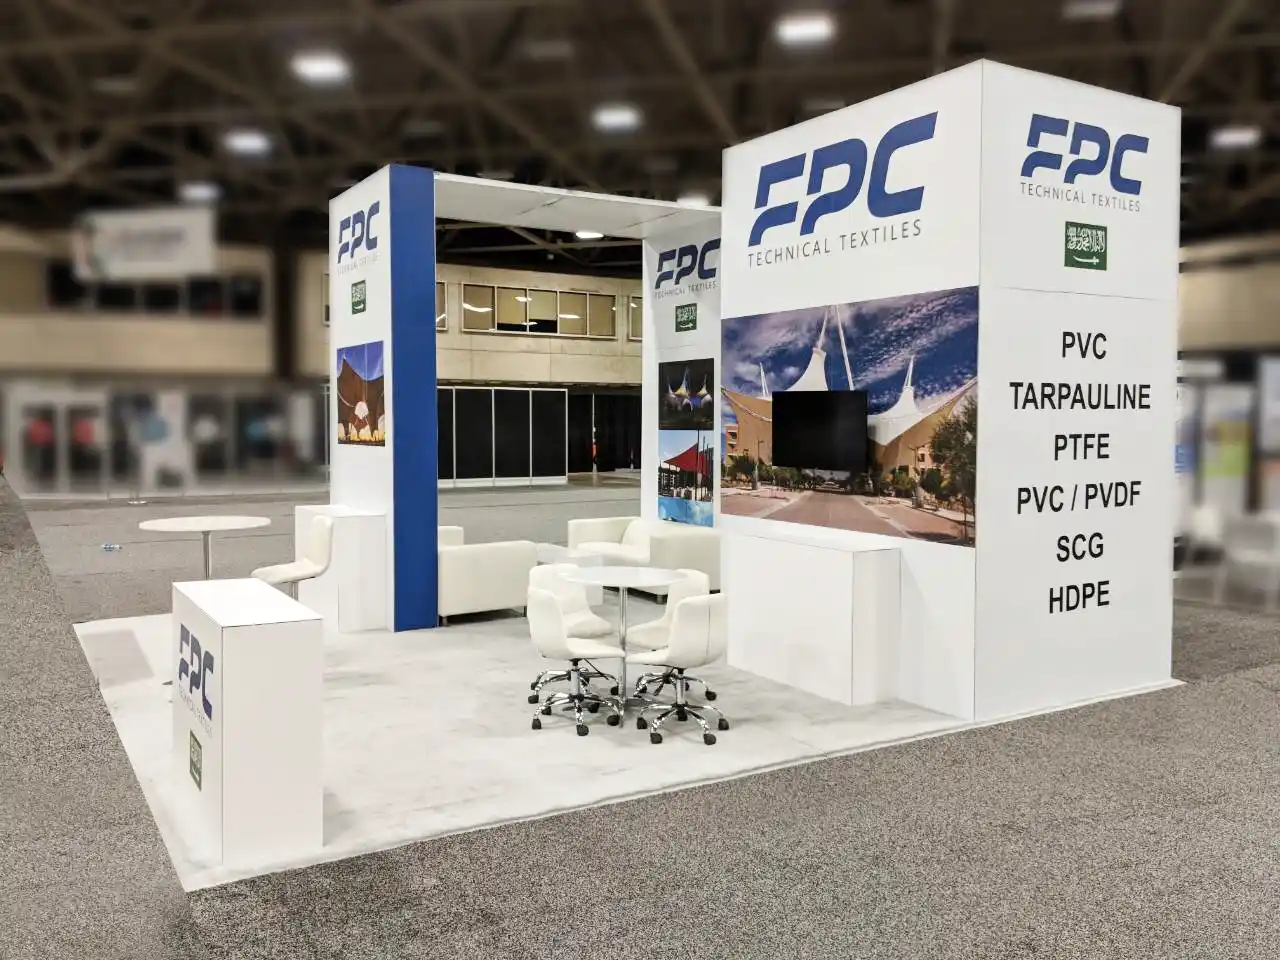 FPC
TECHNICAL TEXTILES
FPC
TECHNICAL TEXTILES
FPC
TECHNICAL TEXTILES
FPC
TECHNICAL TEXTILES
PVC
TARPAULINE
PTFE
PVC / PVDF
SCG
HDPE
FPC
TECHNICAL TEXTILES